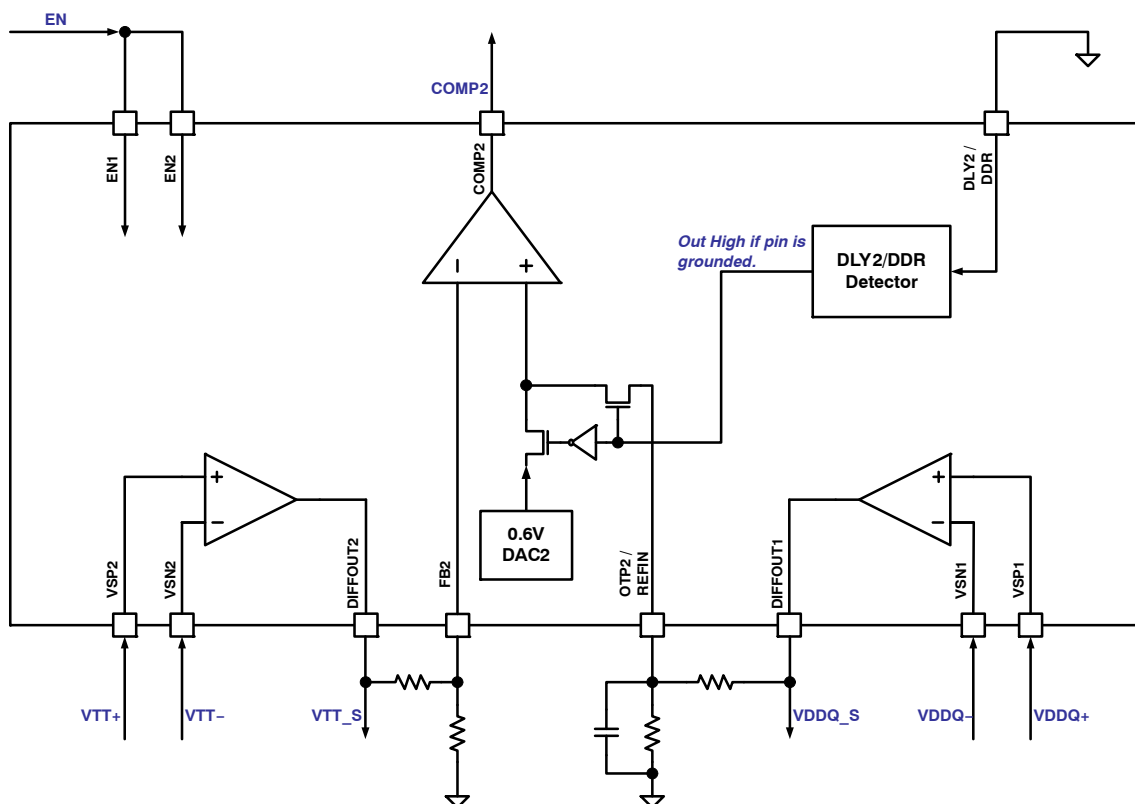 EN
COMP2
EN1
EN2
COMP2
DLY2 /
DDR
Out High if pin is
grounded.
DLY2/DDR
Detector
0.6V
DAC2
VSP2
VSN2
DIFFOUT2
FB2
OTP2 /
REFIN
DIFFOUT1
VSN1
VSP1
VTT+
VTT−
VTT_S
VDDQ_S
VDDQ−
VDDQ+